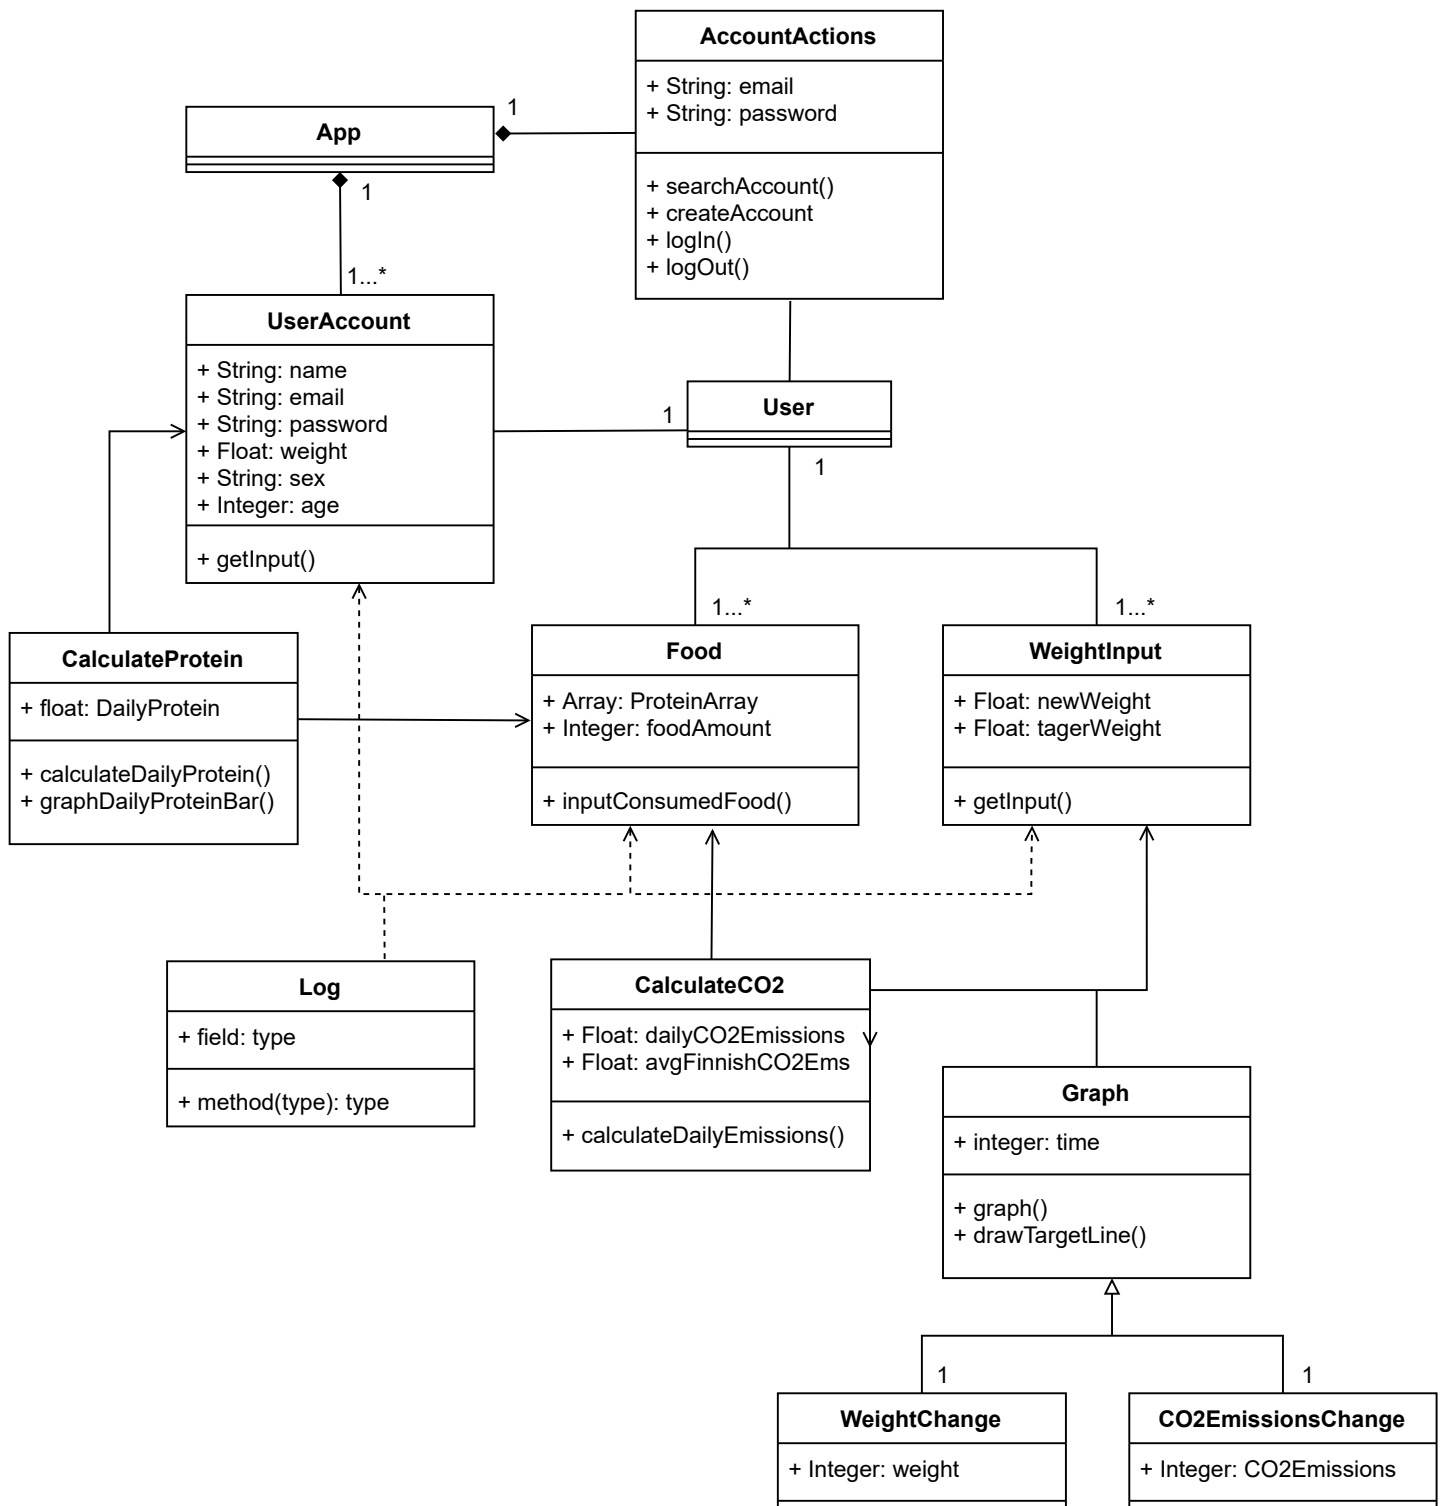 AccountActions
+ String: email
+ String: password
+ searchAccount()
+ createAccount
+ logIn()
+ logOut()
1
App
1
1...*
UserAccount
+ String: name
+ String: email
+ String: password
+ Float: weight
+ String: sex
+ Integer: age
+ getInput()
1
User
1
1...*
1...*
CalculateProtein
+ float: DailyProtein
+ calculateDailyProtein()
+ graphDailyProteinBar()
Food
+ Array: ProteinArray
+ Integer: foodAmount
+ inputConsumedFood()
WeightInput
+ Float: newWeight
+ Float: tagerWeight
+ getInput()
Log
+ field: type
+ method(type): type
CalculateCO2
+ Float: dailyCO2Emissions
+ Float: avgFinnishCO2Ems
+ calculateDailyEmissions()
Graph
+ integer: time
+ graph()
+ drawTargetLine()
1
1
WeightChange
+ Integer: weight
CO2EmissionsChange
+ Integer: CO2Emissions